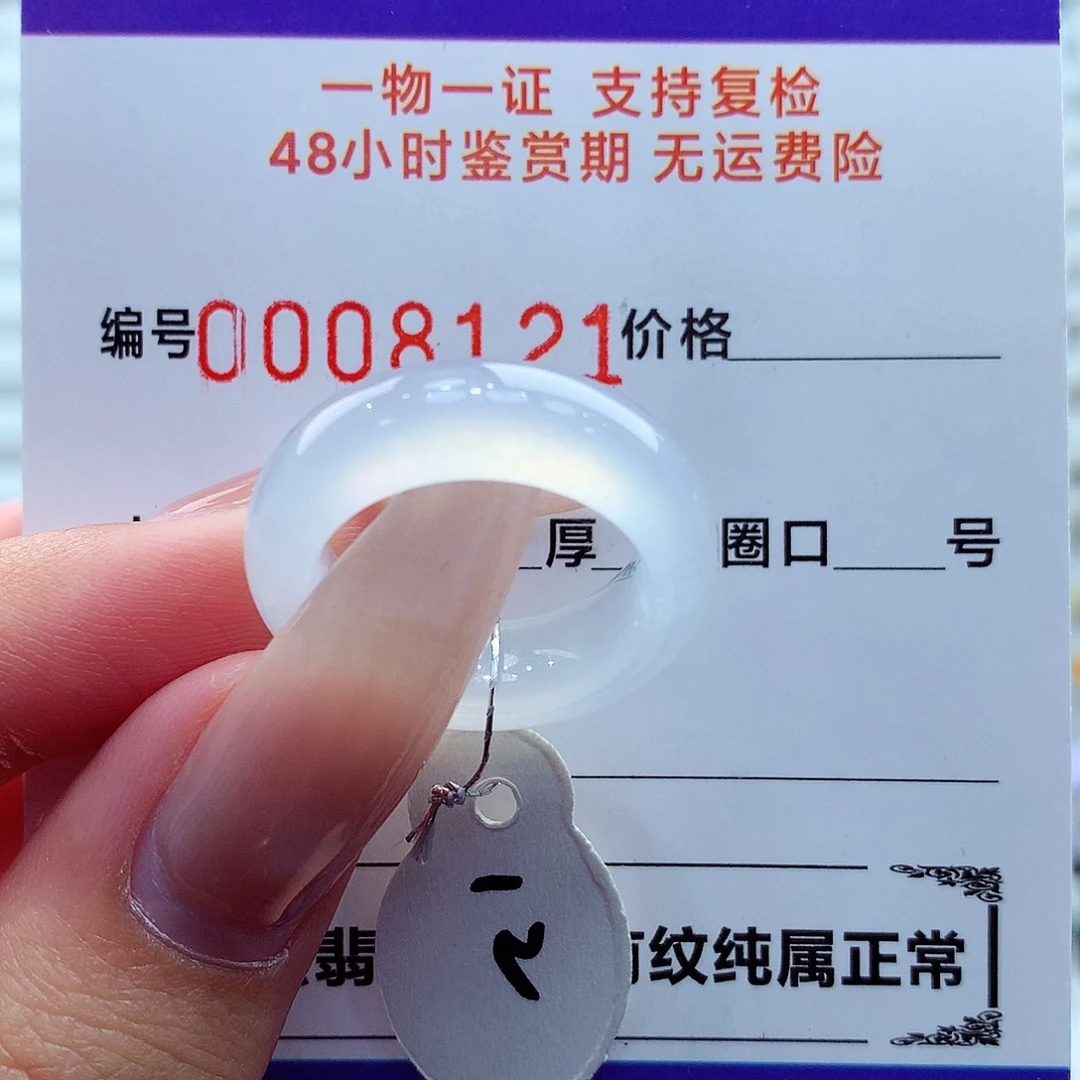 一物一证 支持复检
48小时鉴赏期 无运费险
编号0008121价格
厚 圈口 号
翡 纹纯属正常